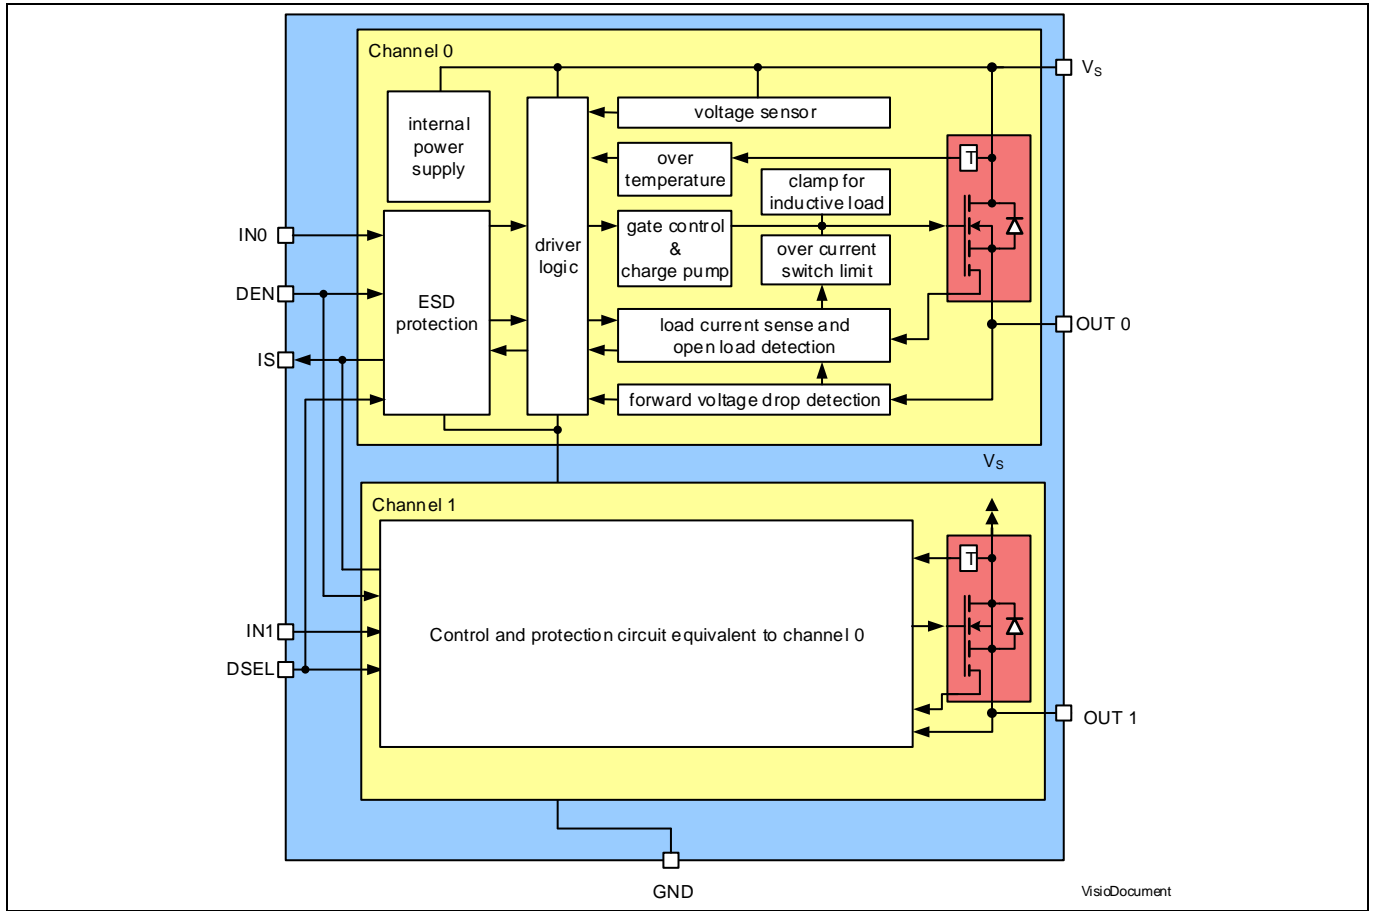 Channel 0
VS
internal
power
supply
voltage sensor
over
temperature
T
clamp for
inductive load
IN0
driver
logic
gate control
&
charge pump
over current
switch limit
DEN
ESD
protection
load current sense and
open load detection
OUT 0
IS
forward voltage drop detection
VS
Channel 1
T
IN1
Control and protection circuit equivalent to channel 0
DSEL
OUT 1
GND
VisioDocument